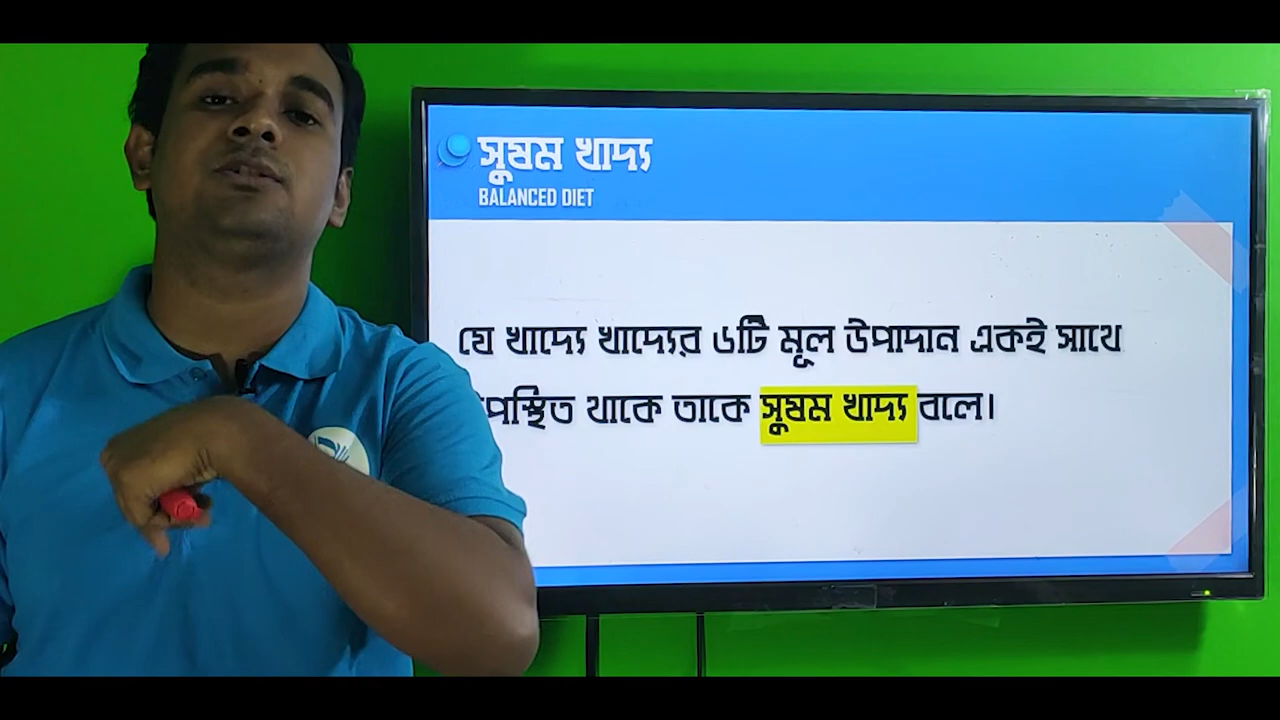 সুষম খাদ্য
BALANCED DIET
যে খাদ্যে খাদ্যের ৬টি মূল উপাদান একই সাথে
থাকে তাকে সুষম খাদ্য বলে।